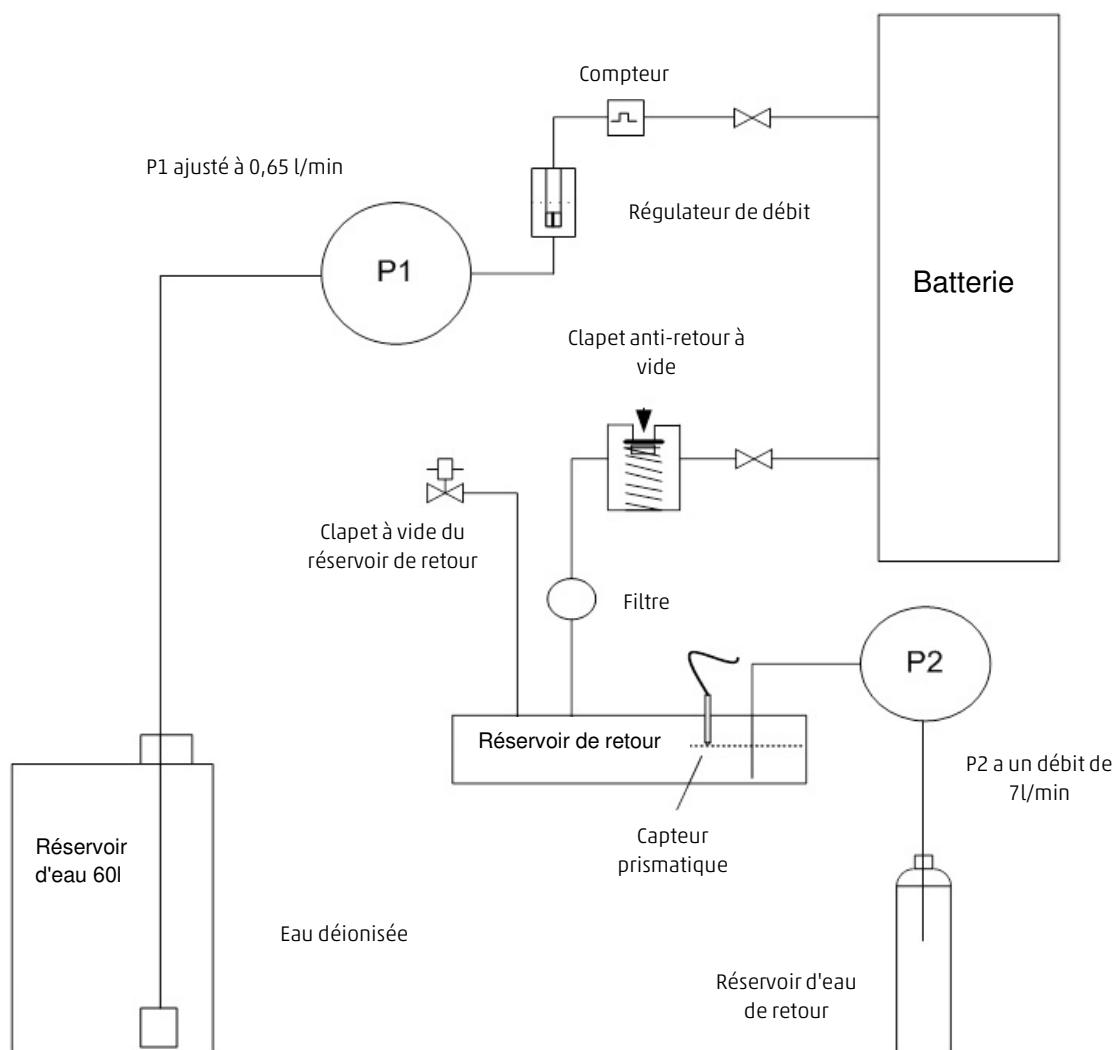 Compteur
P1 ajusté à 0,65 l/min
Régulateur de débit
P1
Batterie
Clapet anti-retour à
vide
Clapet à vide du
réservoir de retour
Filtre
P2
Réservoir de retour
P2 a un débit de
7l/min
Capteur
prismatique
Réservoir
d'eau 60l
Eau déionisée
Réservoir d'eau
de retour